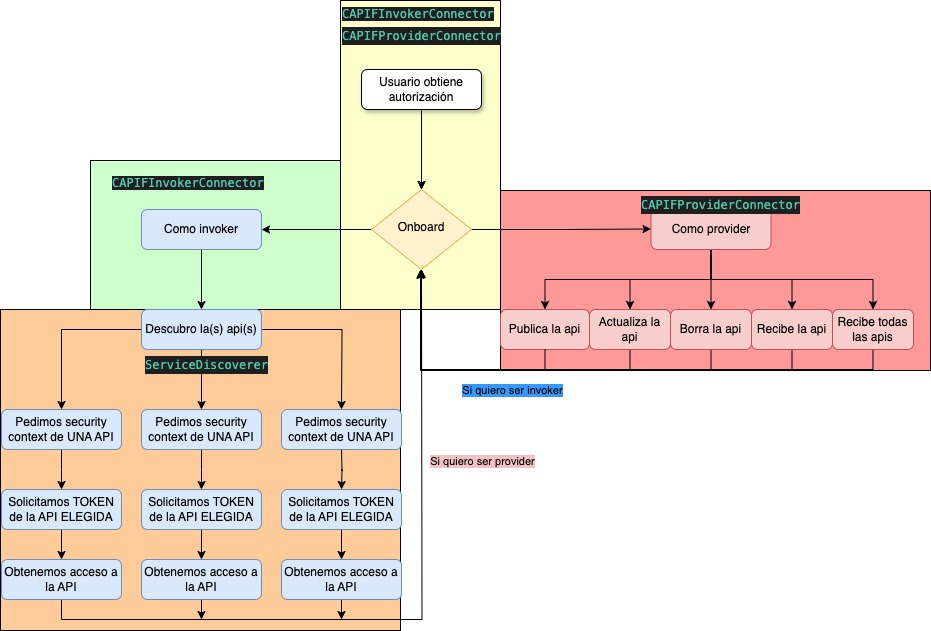 CAPIFInvokerConnector
CAPIFProviderConnector
Usuario obtiene
autorización
CAPIFInvokerConnector
CAPIFProviderConnector
Como invoker
Onboard
Como provider
Descubro la(s) api(s)
Publica la api
Actualiza la
api
Borra la api
Recibe la api
Recibe todas
las apis
ServiceDiscoverer
Si quiero ser invoker
Pedimos security
context de UNA API
Pedimos security
context de UNA API
Pedimos security
context de UNA API
Si quiero ser provider
Solicitamos TOKEN
de la API ELEGIDA
Solicitamos TOKEN
de la API ELEGIDA
Solicitamos TOKEN
de la API ELEGIDA
Obtenemos acceso a
la API
Obtenemos acceso a
la API
Obtenemos acceso a
la API